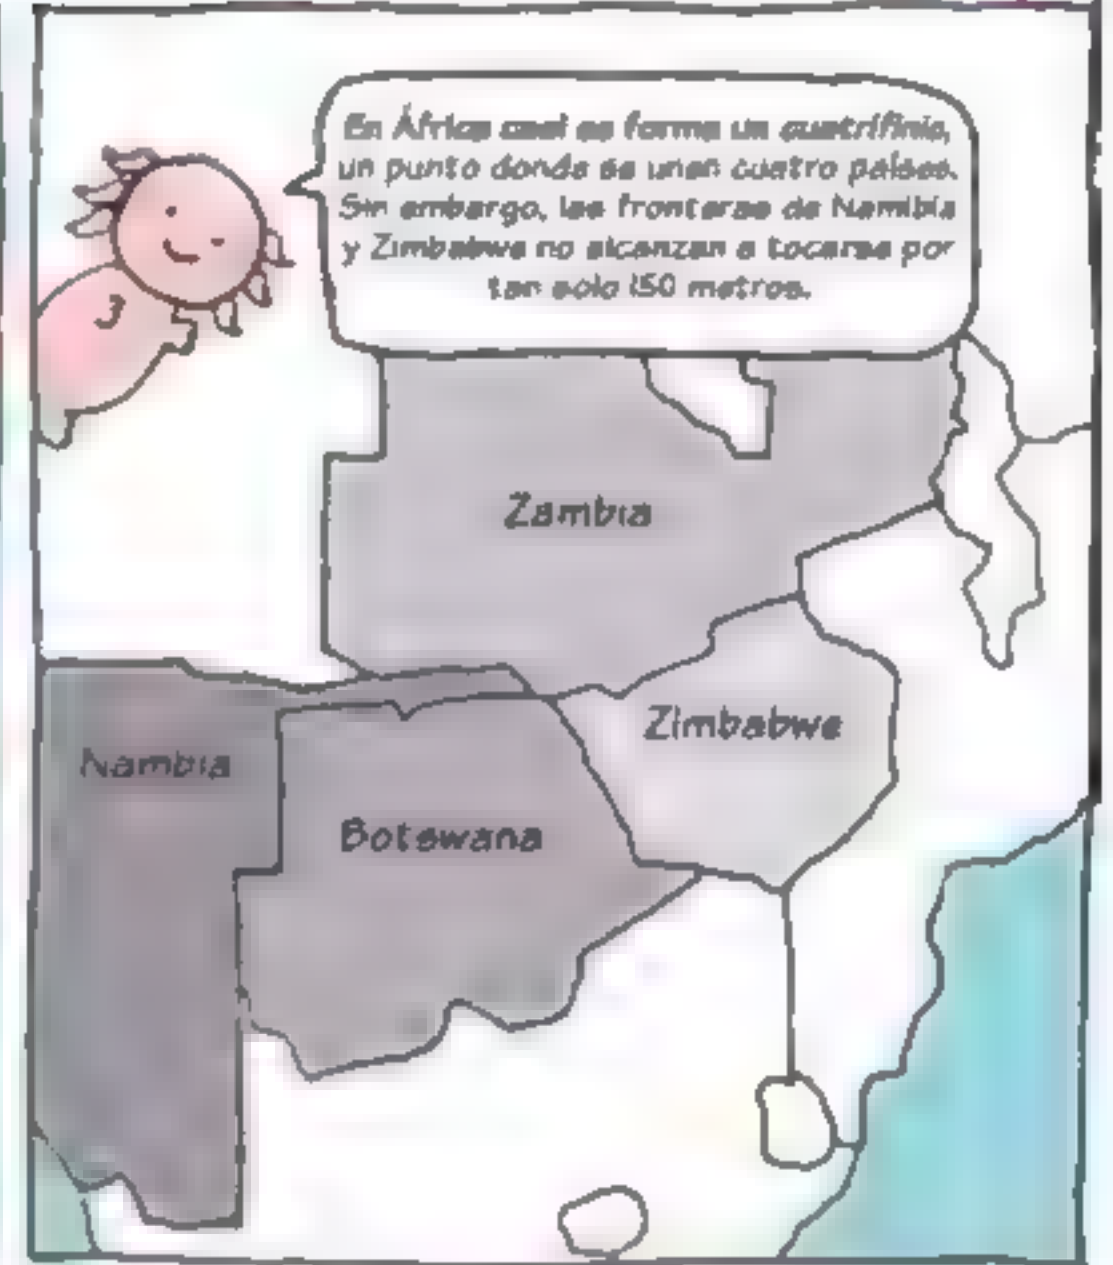 En África casi se forma un cuatrifinio,
un punto donde se unen cuatro países.
Sin embargo, las fronteras de Namibia
y Zimbabwe no alcanzan a tocarse por
tan solo 150 metros.
Zambia
Zimbabwe
Nambia
Botswana